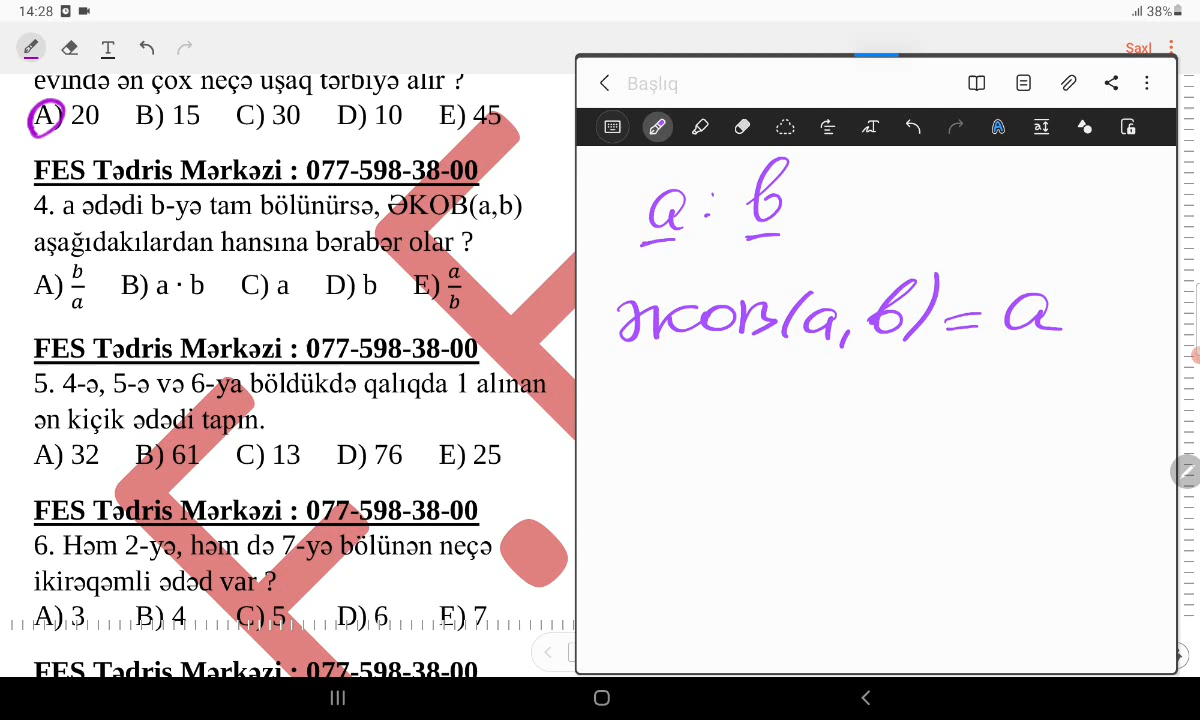 14:28
38%
Saxl
evində ən çox neçə uşaq tərbiyə alır ?
A) 20 B) 15 C) 30 D) 10 E) 45
FES Tədris Mərkəzi : 077-598-38-00
4. a ədədi b-yə tam bölünürsə, ƏKOB(a,b)
aşağıdakılardan hansına bərabər olar ?
A) b/a B) a · b C) a D) b E) a/b
FES Tədris Mərkəzi : 077-598-38-00
5. 4-ə, 5-ə və 6-ya böldükdə qalıqda 1 alınan
ən kiçik ədədi tapın.
A) 32 B) 61 C) 13 D) 76 E) 25
FES Tədris Mərkəzi : 077-598-38-00
6. Həm 2-yə, həm də 7-yə bölünən neçə
ikirəqəmli ədəd var ?
A) 3 B) 4 C) 5 D) 6 E) 7
FES Tədris Mərkəzi : 077-598-38-00
Başlıq
a : b
əKOB(a, b) = a